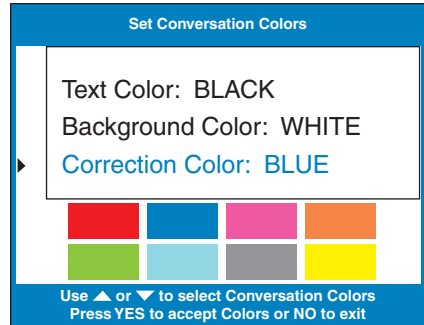 Set Conversation Colors
Text Color: BLACK
Background Color: WHITE
Correction Color: BLUE
Use ▲ or ▼ to select Conversation Colors
Press YES to accept Colors or NO to exit